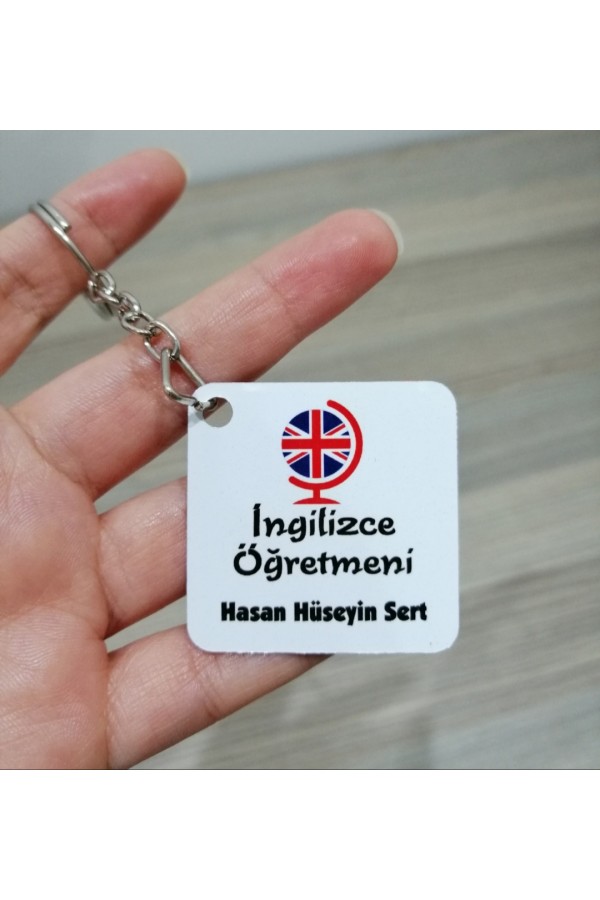 İngilizce
Öğretmeni
Hasan Hüseyin Sert